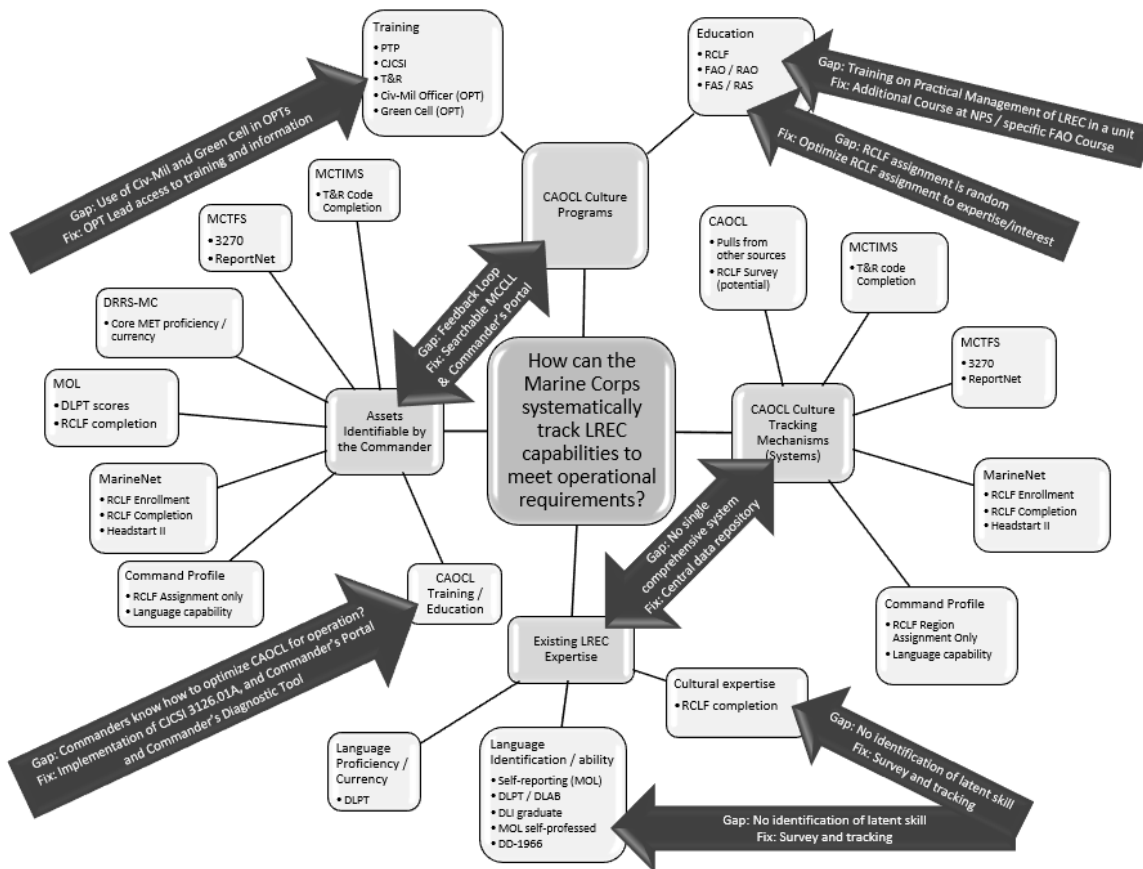 Training
• PTP
• CJCSI
• T&R
• Civ-Mil Officer (OPT)
• Green Cell (OPT)
Education
• RCLF
• FAO / RAO
• FAS / RAS
Gap: Training on Practical Management of LREC in a unit
Fix: Additional Course at NPS / specific FAO Course
Gap: RCLF assignment is random
Fix: Optimize RCLF assignment to expertise/interest
Gap: Use of Civ-Mil and Green Cell in OPTs
Fix: OPT Lead access to training and information
CAOCL Culture
Programs
MCTIMS
• T&R Code
Completion
MCTFS
• 3270
• ReportNet
DRRS-MC
• Core MET proficiency /
currency
MOL
• DLPT scores
• RCLF completion
MarineNet
• RCLF Enrollment
• RCLF Completion
• Headstart II
Command Profile
• RCLF Assignment only
• Language capability
CAOCL
Training /
Education
Assets
Identifiable by
the Commander
Gap: Feedback Loop
Fix: Searchable MCCLL
& Commander's Portal
How can the
Marine Corps
systematically
track LREC
capabilities to
meet operational
requirements?
CAOCL
• Pulls from
other sources
• RCLF Survey
(potential)
MCTIMS
• T&R code
Completion
MCTFS
• 3270
• ReportNet
CAOCL Culture
Tracking
Mechanisms
(Systems)
MarineNet
• RCLF Enrollment
• RCLF Completion
• Headstart II
Command Profile
• RCLF Region
Assignment Only
• Language capability
Gap: No single
comprehensive system
Fix: Central data repository
Existing LREC
Expertise
Cultural expertise
• RCLF completion
Language
Proficiency /
Currency
• DLPT
Language
Identification / ability
• Self-reporting (MOL)
• DLPT / DLAB
• DLI graduate
• MOL self-professed
• DD-1966
Gap: Commanders know how to optimize CAOCL for operation?
Fix: Implementation of CJCSI 3126.01A, and Commander's Portal
and Commander's Diagnostic Tool
Gap: No identification of latent skill
Fix: Survey and tracking
Gap: No identification of latent skill
Fix: Survey and tracking